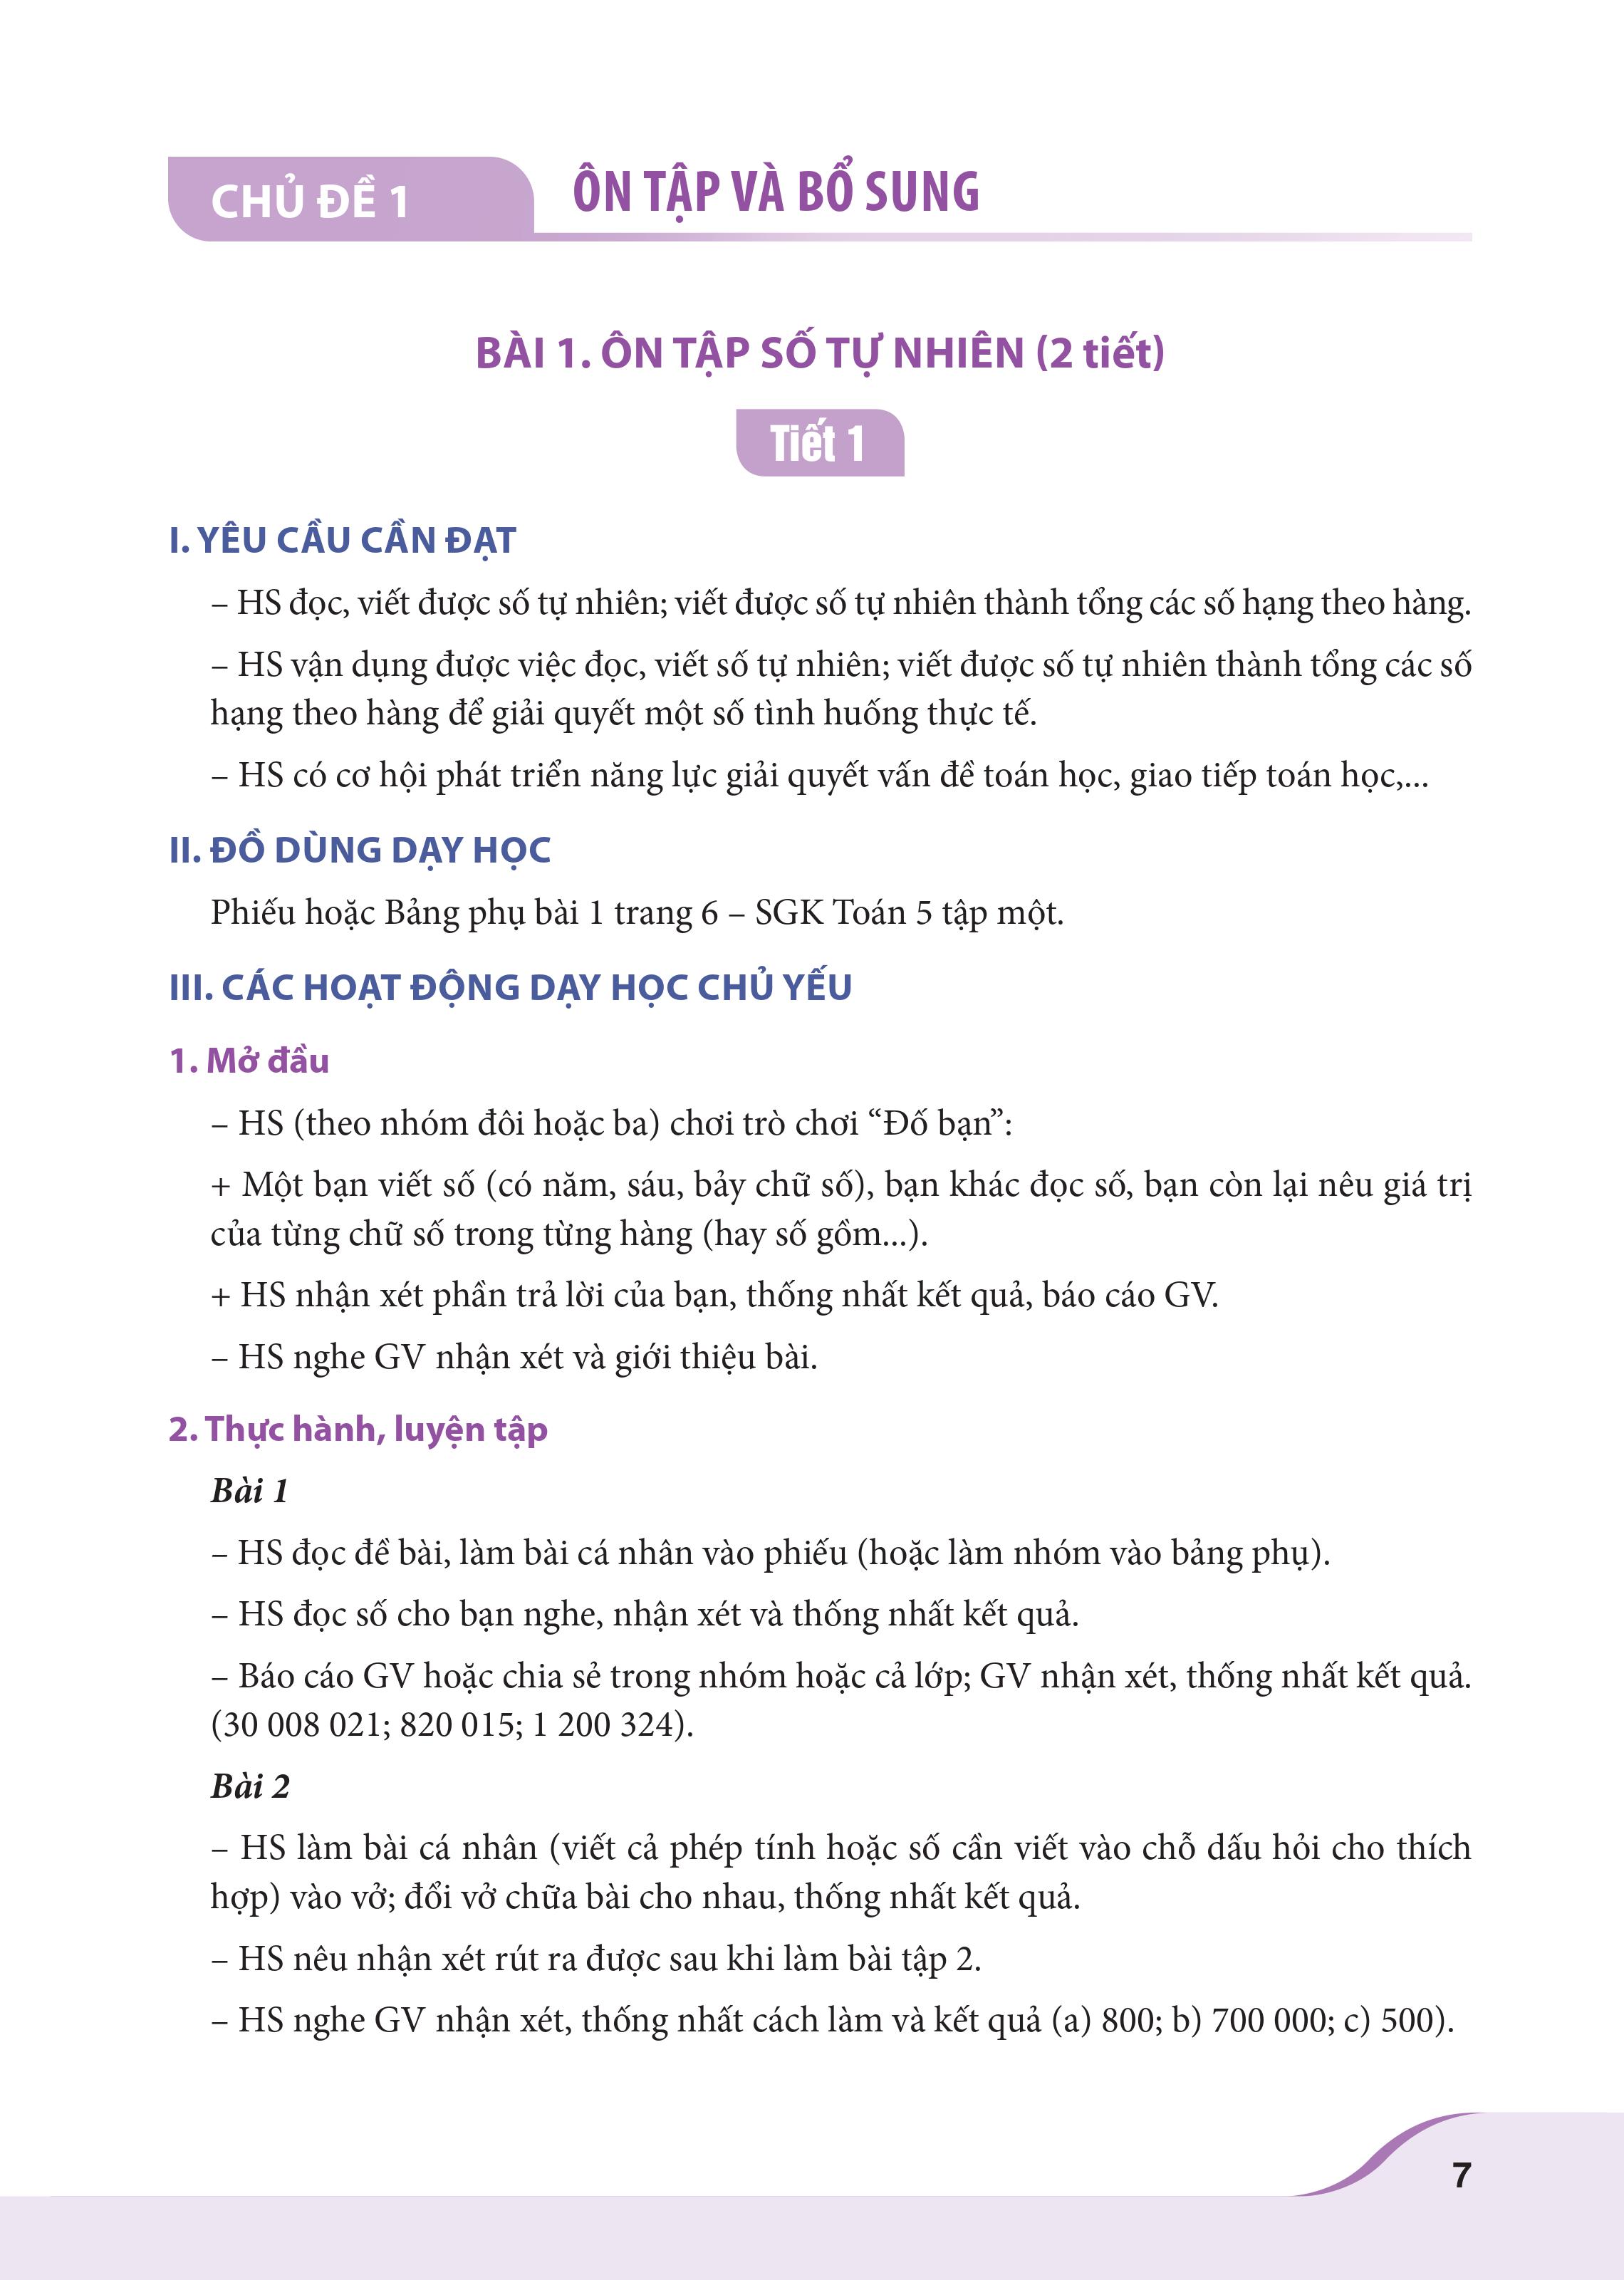 CHỦ ĐỀ 1
ÔN TẬP VÀ BỔ SUNG
BÀI 1. ÔN TẬP SỐ TỰ NHIÊN (2 tiết)
Tiết 1
I. YÊU CẦU CẦN ĐẠT
– HS đọc, viết được số tự nhiên; viết được số tự nhiên thành tổng các số hạng theo hàng.
– HS vận dụng được việc đọc, viết số tự nhiên; viết được số tự nhiên thành tổng các số
hạng theo hàng để giải quyết một số tình huống thực tế.
– HS có cơ hội phát triển năng lực giải quyết vấn đề toán học, giao tiếp toán học,...
II. ĐỒ DÙNG DẠY HỌC
Phiếu hoặc Bảng phụ bài 1 trang 6 – SGK Toán 5 tập một.
III. CÁC HOẠT ĐỘNG DẠY HỌC CHỦ YẾU
1. Mở đầu
– HS (theo nhóm đôi hoặc ba) chơi trò chơi “Đố bạn”:
+ Một bạn viết số (có năm, sáu, bảy chữ số), bạn khác đọc số, bạn còn lại nêu giá trị
của từng chữ số trong từng hàng (hay số gồm...).
+ HS nhận xét phần trả lời của bạn, thống nhất kết quả, báo cáo GV.
– HS nghe GV nhận xét và giới thiệu bài.
2. Thực hành, luyện tập
Bài 1
– HS đọc đề bài, làm bài cá nhân vào phiếu (hoặc làm nhóm vào bảng phụ).
– HS đọc số cho bạn nghe, nhận xét và thống nhất kết quả.
– Báo cáo GV hoặc chia sẻ trong nhóm hoặc cả lớp; GV nhận xét, thống nhất kết quả.
(30 008 021; 820 015; 1 200 324).
Bài 2
– HS làm bài cá nhân (viết cả phép tính hoặc số cần viết vào chỗ dấu hỏi cho thích
hợp) vào vở; đổi vở chữa bài cho nhau, thống nhất kết quả.
– HS nêu nhận xét rút ra được sau khi làm bài tập 2.
– HS nghe GV nhận xét, thống nhất cách làm và kết quả (a) 800; b) 700 000; c) 500).
7